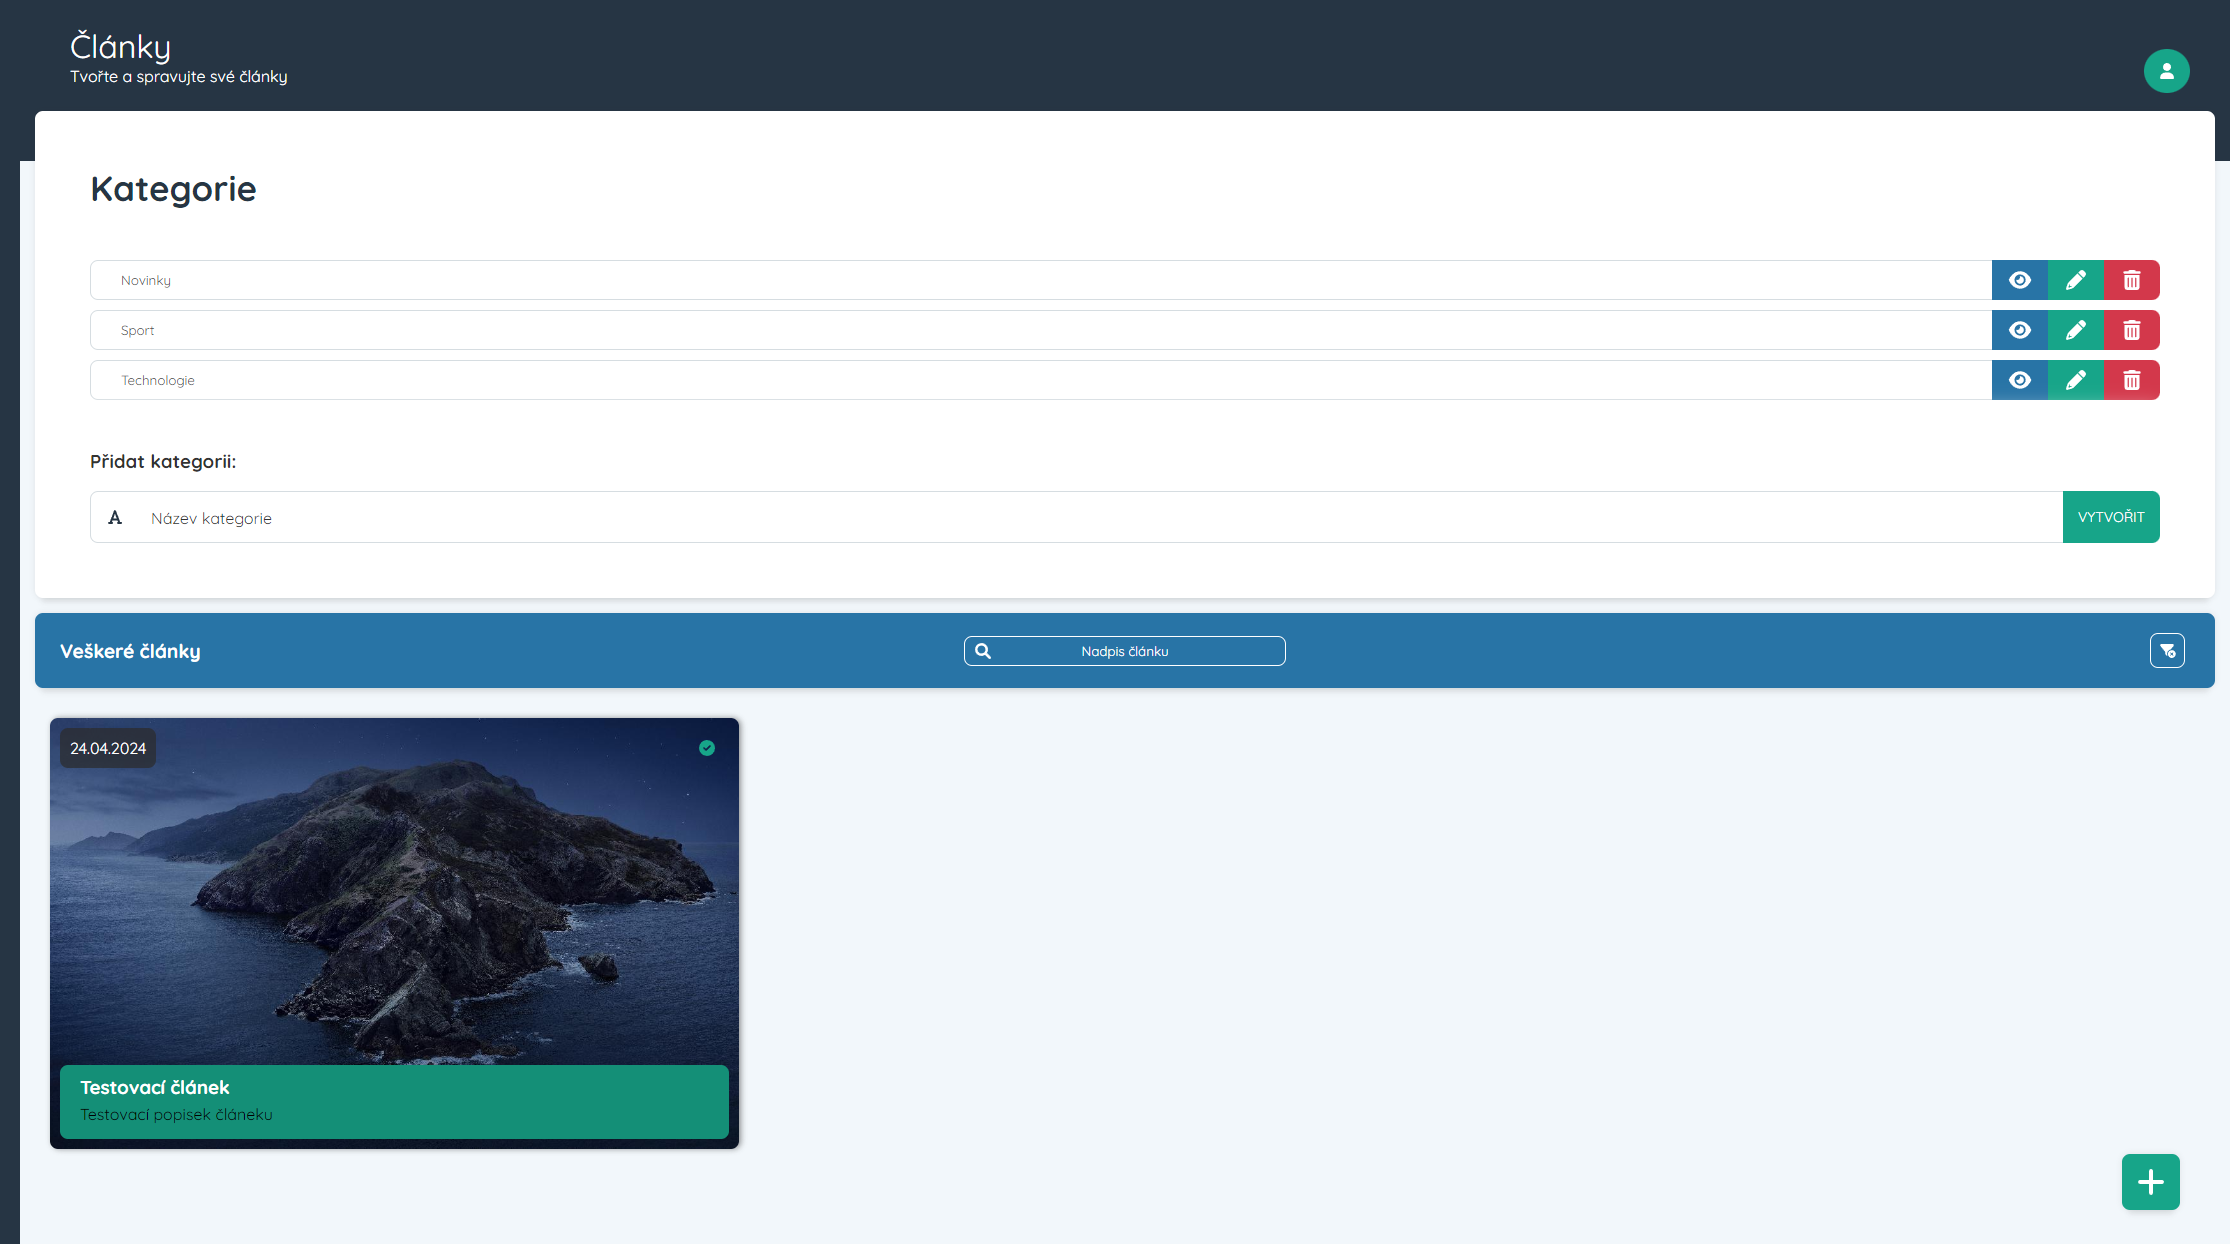 Články
Tvořte a spravujte své články
Kategorie
Novinky
Sport
Technologie
Přidat kategorii:
Název kategorie
VYTVOŘIT
Veškeré články
Nadpis článku
24.04.2024
Testovací článek
Testovací popisek článeku